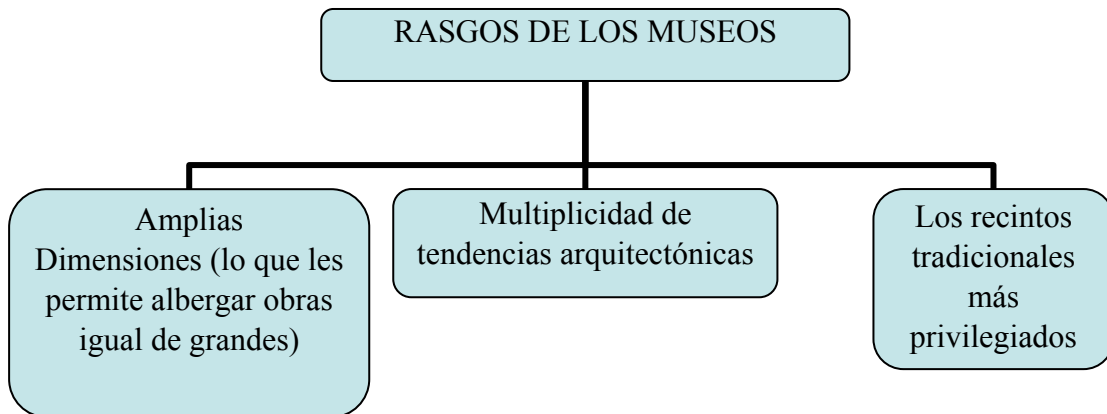 RASGOS DE LOS MUSEOS
Amplias
Dimensiones (lo que les
permite albergar obras
igual de grandes)
Multiplicidad de
tendencias arquitectónicas
Los recintos
tradicionales
más
privilegiados